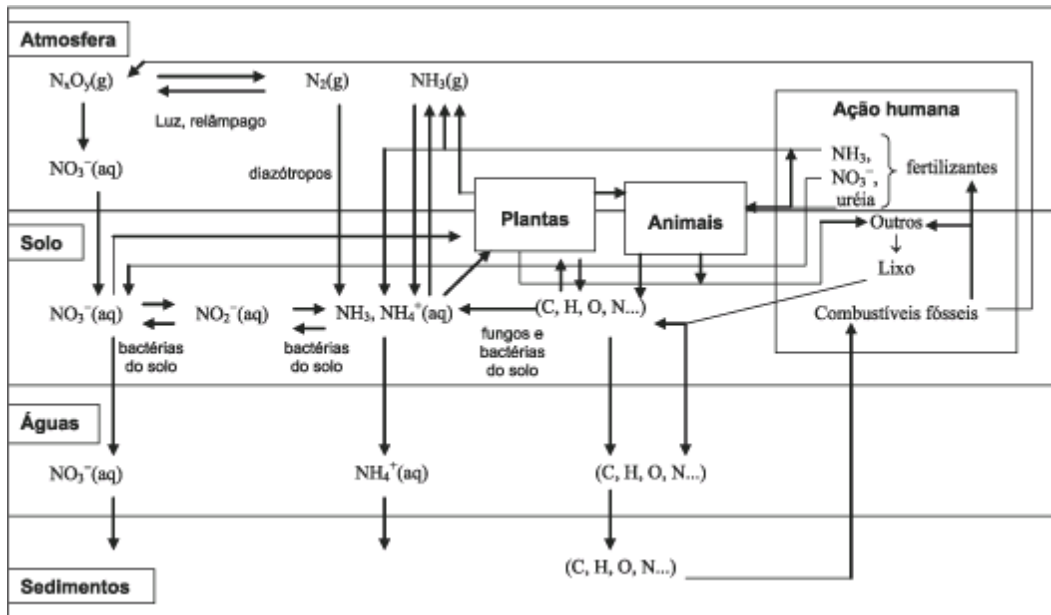 Atmosfera
NₓOᵧ(g)
N₂(g)
NH₃(g)
Luz, relâmpago
Ação humana
NO₃⁻(aq)
diazótropos
NH₃,
NO₃⁻,
uréia
fertilizantes
Plantas
Animais
Outros
Lixo
Combustíveis fôsseis
Solo
NO₃⁻(aq)
NO₂⁻(aq)
NH₃, NH₄⁺(aq)
(C, H, O, N...)
bactérias
do solo
bactérias
do solo
fungos e
bactérias
do solo
Águas
NO₃⁻(aq)
NH₄⁺(aq)
(C, H, O, N...)
(C, H, O, N...)
Sedimentos